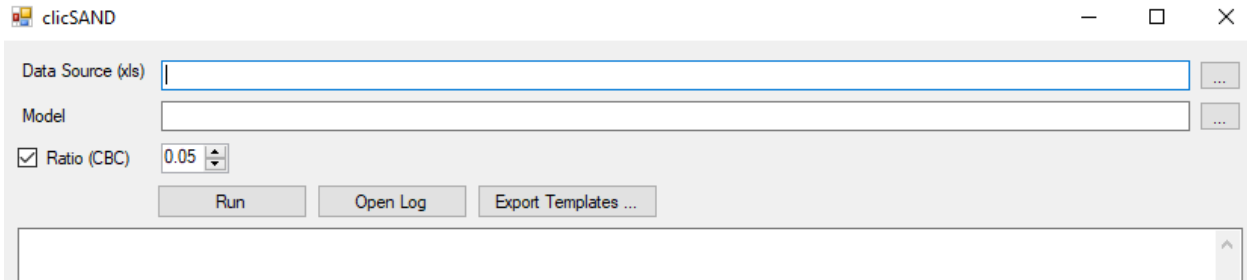 clicSAND
Data Source (xls)
...
Model
...
Ratio (CBC) 0.05
Run Open Log Export Templates ...